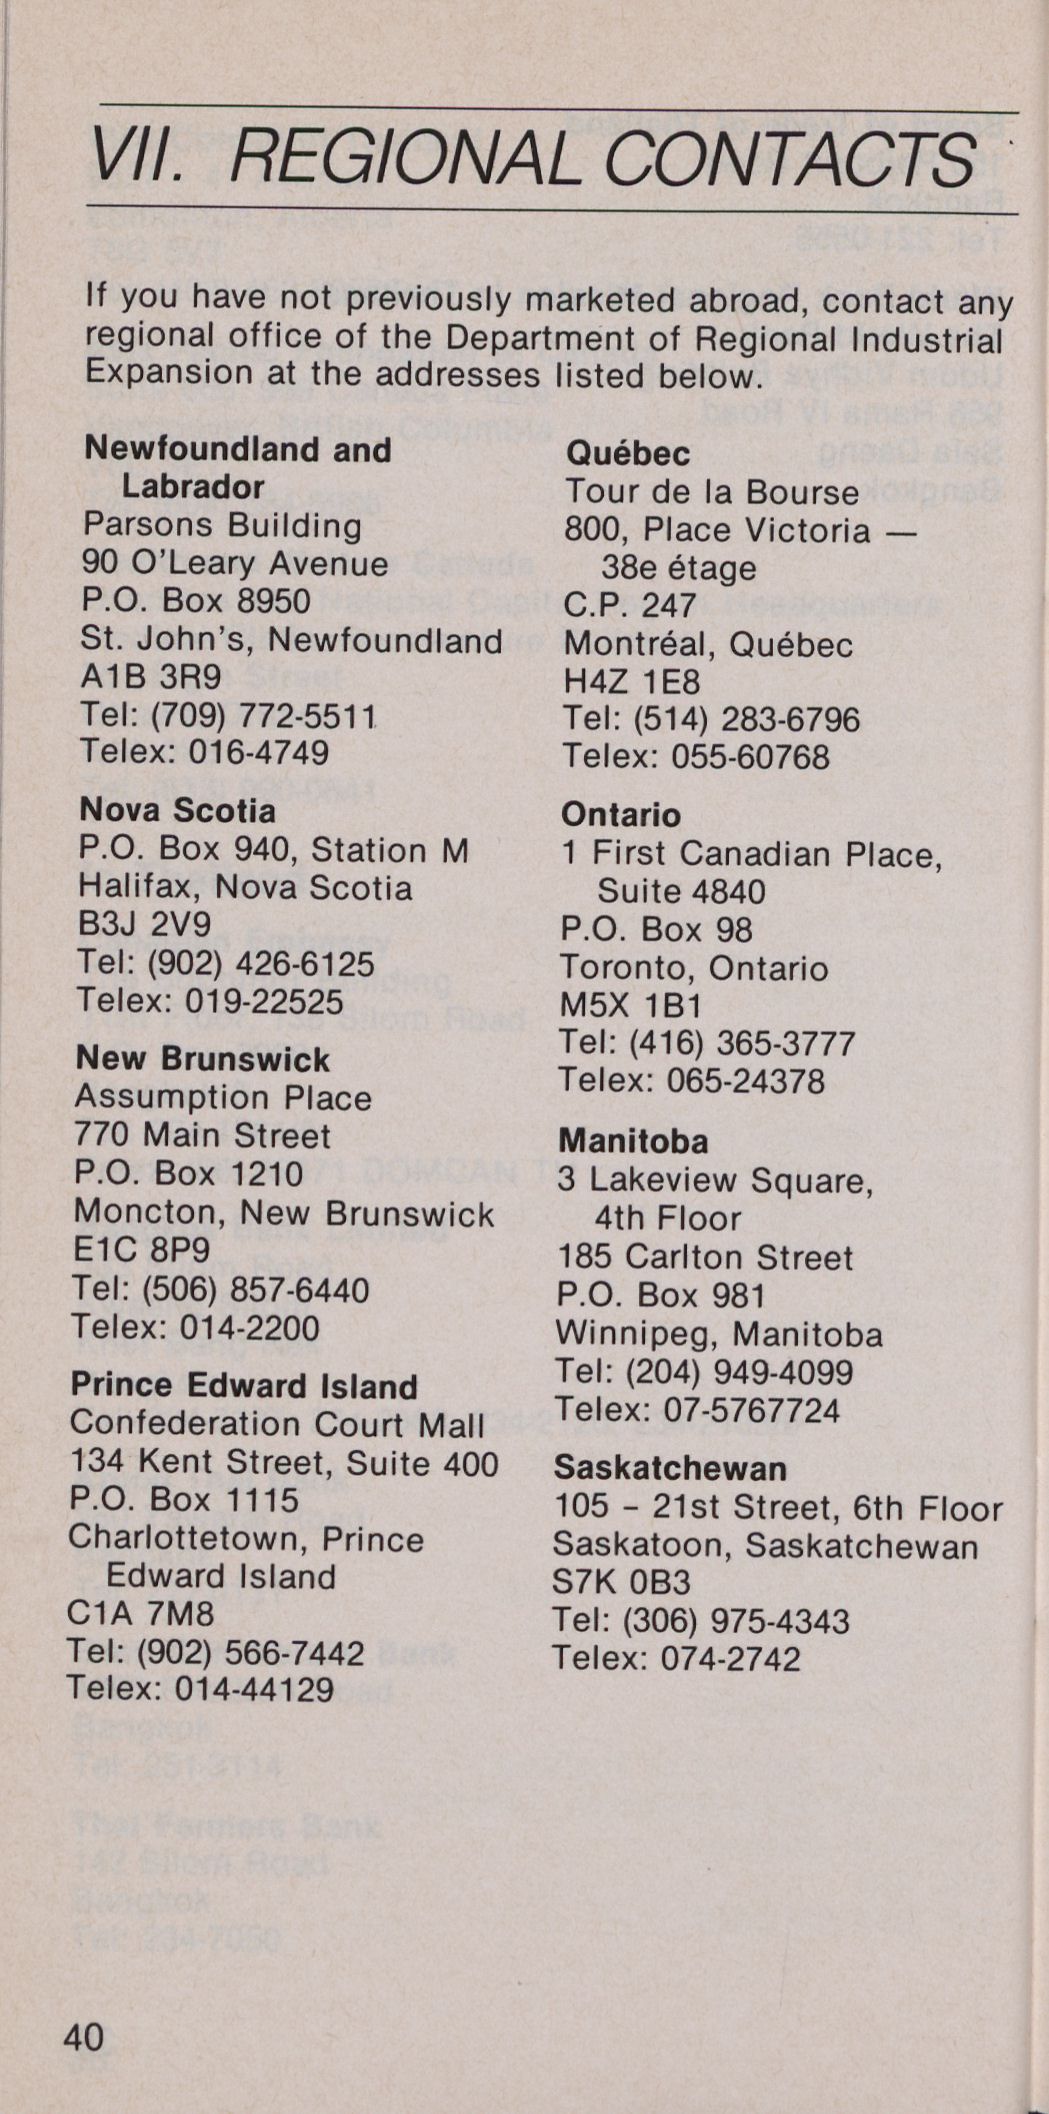 VII. REGIONAL CONTACTS
If you have not previously marketed abroad, contact any
regional office of the Department of Regional Industrial
Expansion at the addresses listed below.
Newfoundland and
Labrador
Parsons Building
90 O'Leary Avenue
P.O. Box 8950
St. John's, Newfoundland
A1B 3R9
Tel: (709) 772-5511
Telex: 016-4749
Nova Scotia
P.O. Box 940, Station M
Halifax, Nova Scotia
B3J 2V9
Tel: (902) 426-6125
Telex: 019-22525
New Brunswick
Assumption Place
770 Main Street
P.O. Box 1210
Moncton, New Brunswick
E1C 8P9
Tel: (506) 857-6440
Telex: 014-2200
Prince Edward Island
Confederation Court Mall
134 Kent Street, Suite 400
P.O. Box 1115
Charlottetown, Prince
Edward Island
C1A 7M8
Tel: (902) 566-7442
Telex: 014-44129
Québec
Tour de la Bourse
800, Place Victoria —
38e étage
C.P. 247
Montréal, Québec
H4Z 1E8
Tel: (514) 283-6796
Telex: 055-60768
Ontario
1 First Canadian Place,
Suite 4840
P.O. Box 98
Toronto, Ontario
M5X 1B1
Tel: (416) 365-3777
Telex: 065-24378
Manitoba
3 Lakeview Square,
4th Floor
185 Carlton Street
P.O. Box 981
Winnipeg, Manitoba
Tel: (204) 949-4099
Telex: 07-5767724
Saskatchewan
105 – 21st Street, 6th Floor
Saskatoon, Saskatchewan
S7K 0B3
Tel: (306) 975-4343
Telex: 074-2742
40